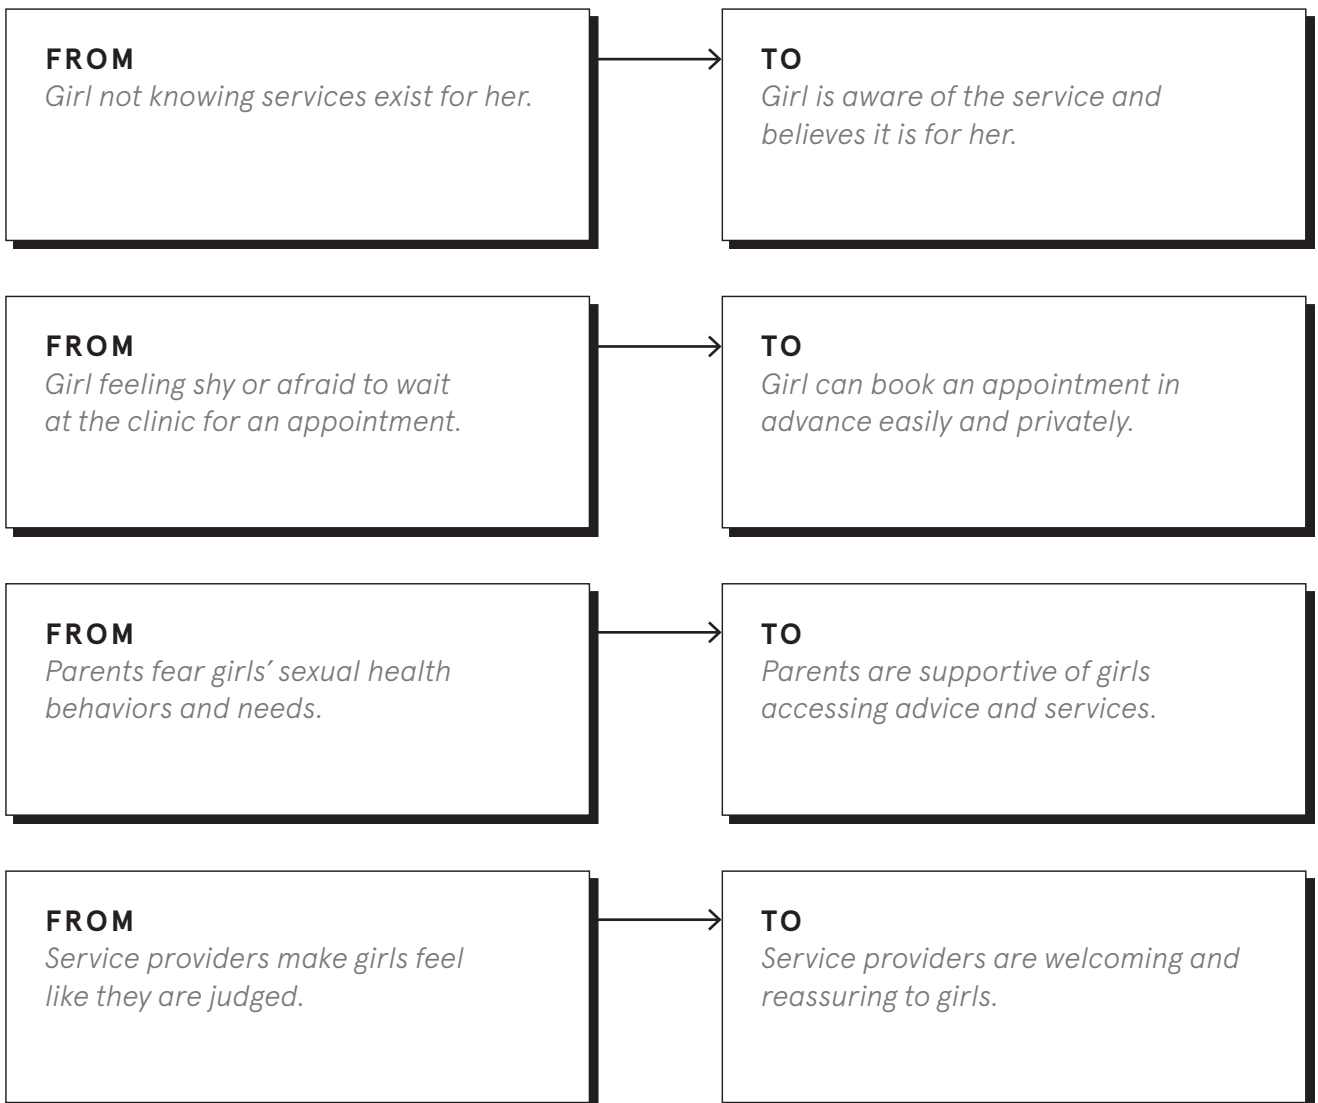 FROM
Girl not knowing services exist for her.
TO
Girl is aware of the service and
believes it is for her.
FROM
Girl feeling shy or afraid to wait
at the clinic for an appointment.
TO
Girl can book an appointment in
advance easily and privately.
FROM
Parents fear girls’ sexual health
behaviors and needs.
TO
Parents are supportive of girls
accessing advice and services.
FROM
Service providers make girls feel
like they are judged.
TO
Service providers are welcoming and
reassuring to girls.